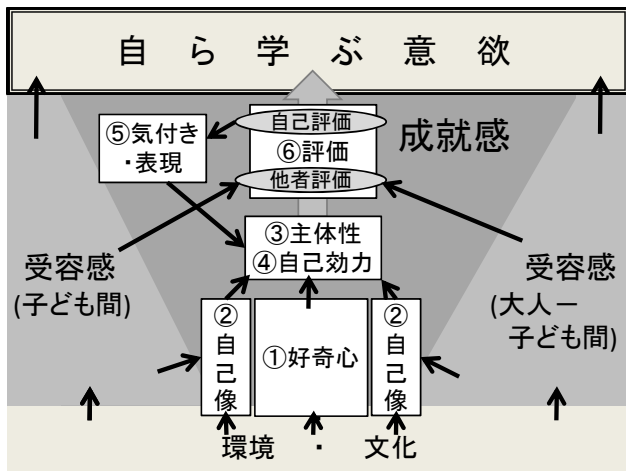 自ら学ぶ意欲
自己評価
成就感
⑤気付き
・表現
⑥評価
他者評価
③主体性
④自己効力
受容感
(子ども間)
受容感
(大人ー
子ども間)
②
自
己
像
①好奇心
②
自
己
像
環境・文化